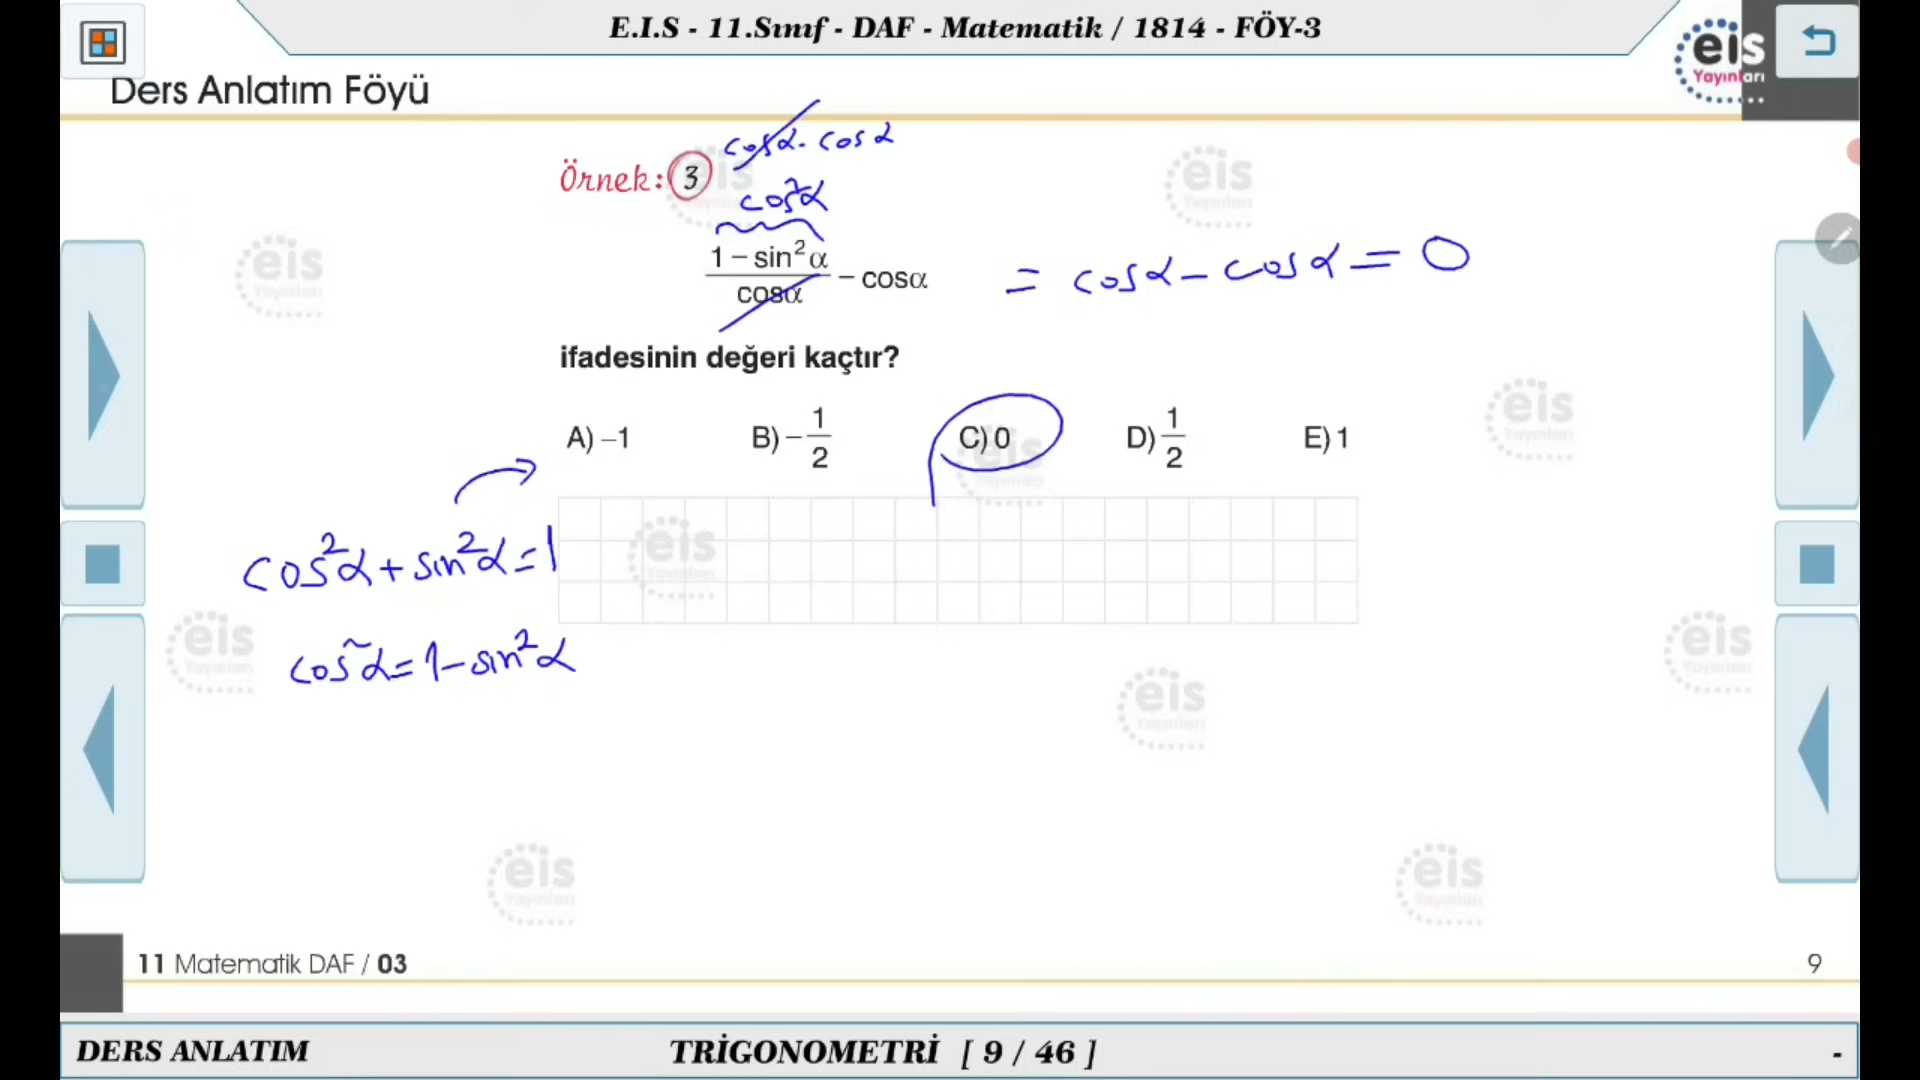 E.I.S - 11.Sınıf - DAF - Matematik / 1814 - FÖY-3
eis
Yayınları
Ders Anlatım Föyü
cosα. cosα
Örnek: 3
cos²α
1 – sin²α
cosα
– cosα
= cosα – cosα = 0
ifadesinin değeri kaçtır?
A) –1
B) – 1/2
C) 0
D) 1/2
E) 1
cos²α + sin²α = 1
cos²α = 1 – sin²α
11 Matematik DAF / 03
9
DERS ANLATIM
TRİGONOMETRİ [ 9 / 46 ]
-